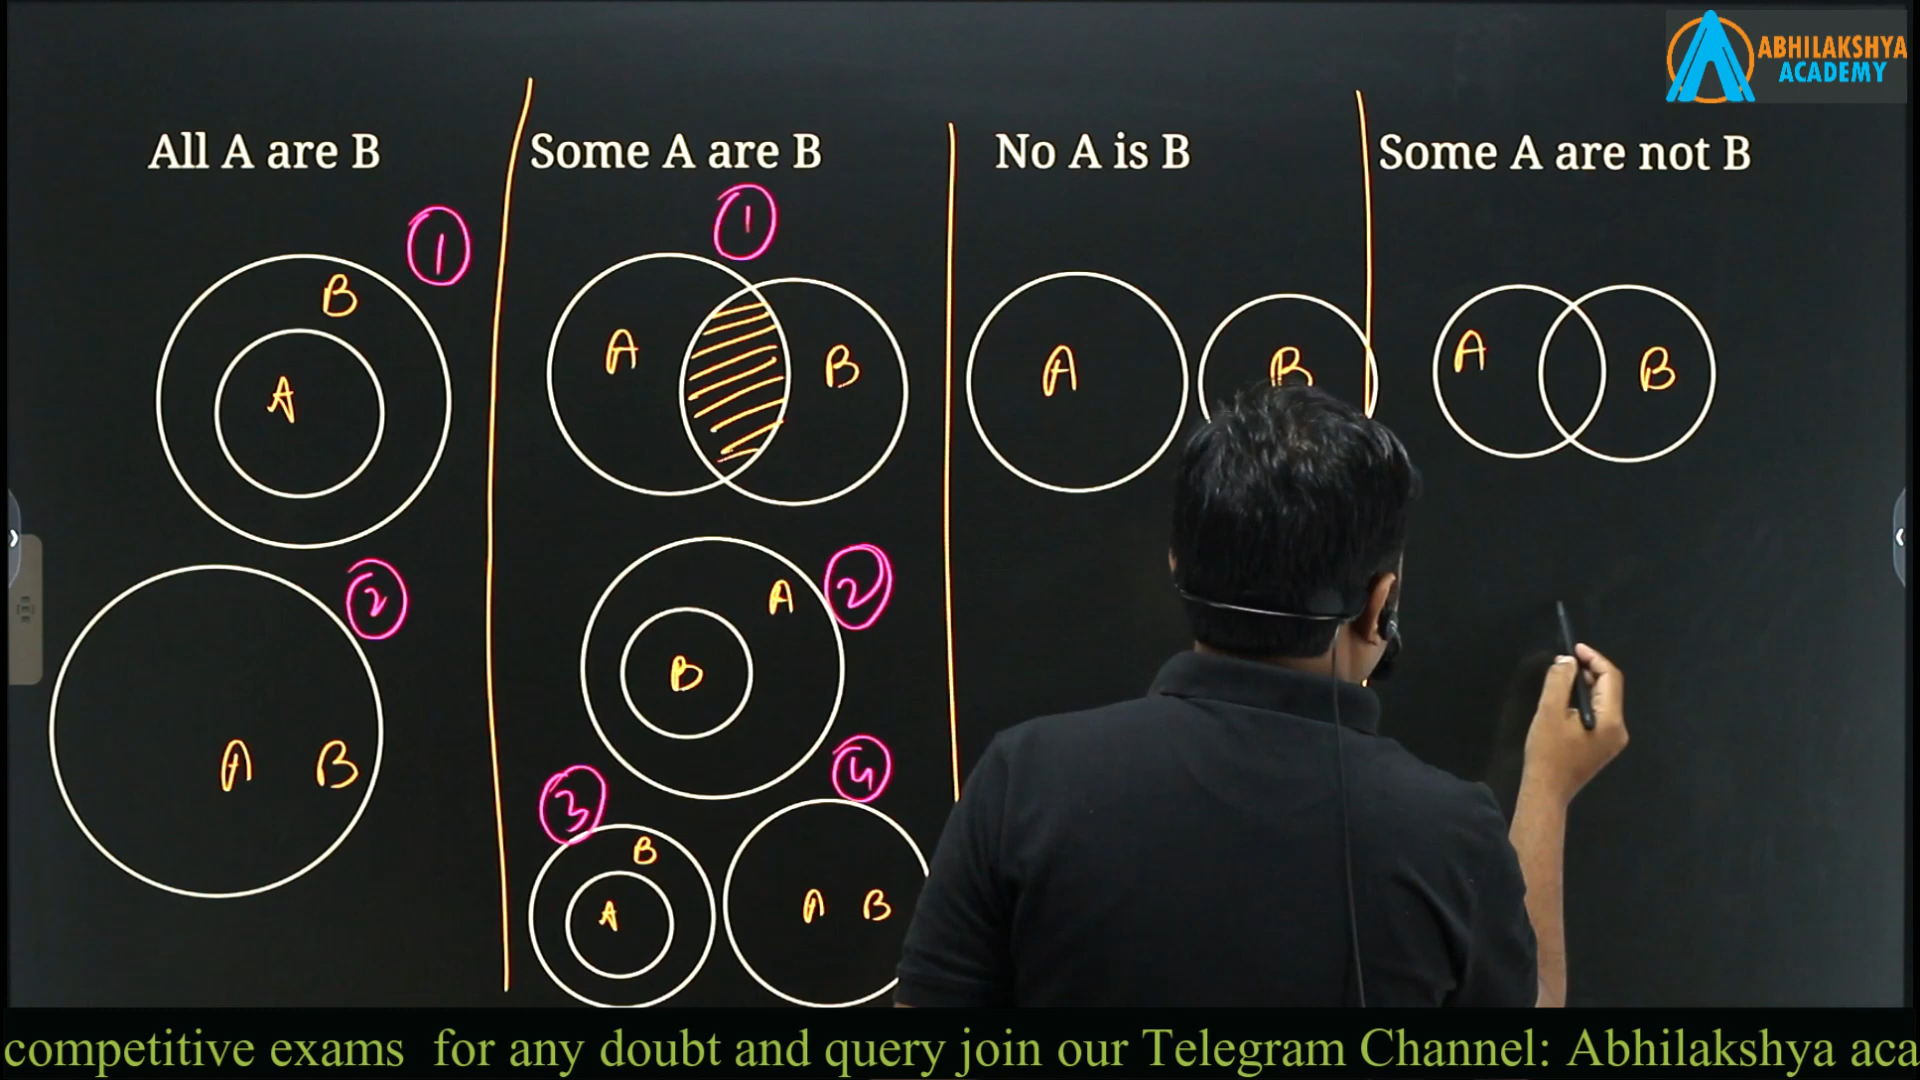 ABHILAKSHYA
ACADEMY
All A are B
Some A are B
No A is B
Some A are not B
1
B
A
2
A B
1
A
B
2
A
B
3
B
A
4
A B
A
B
A
B
competitive exams for any doubt and query join our Telegram Channel: Abhilakshya aca